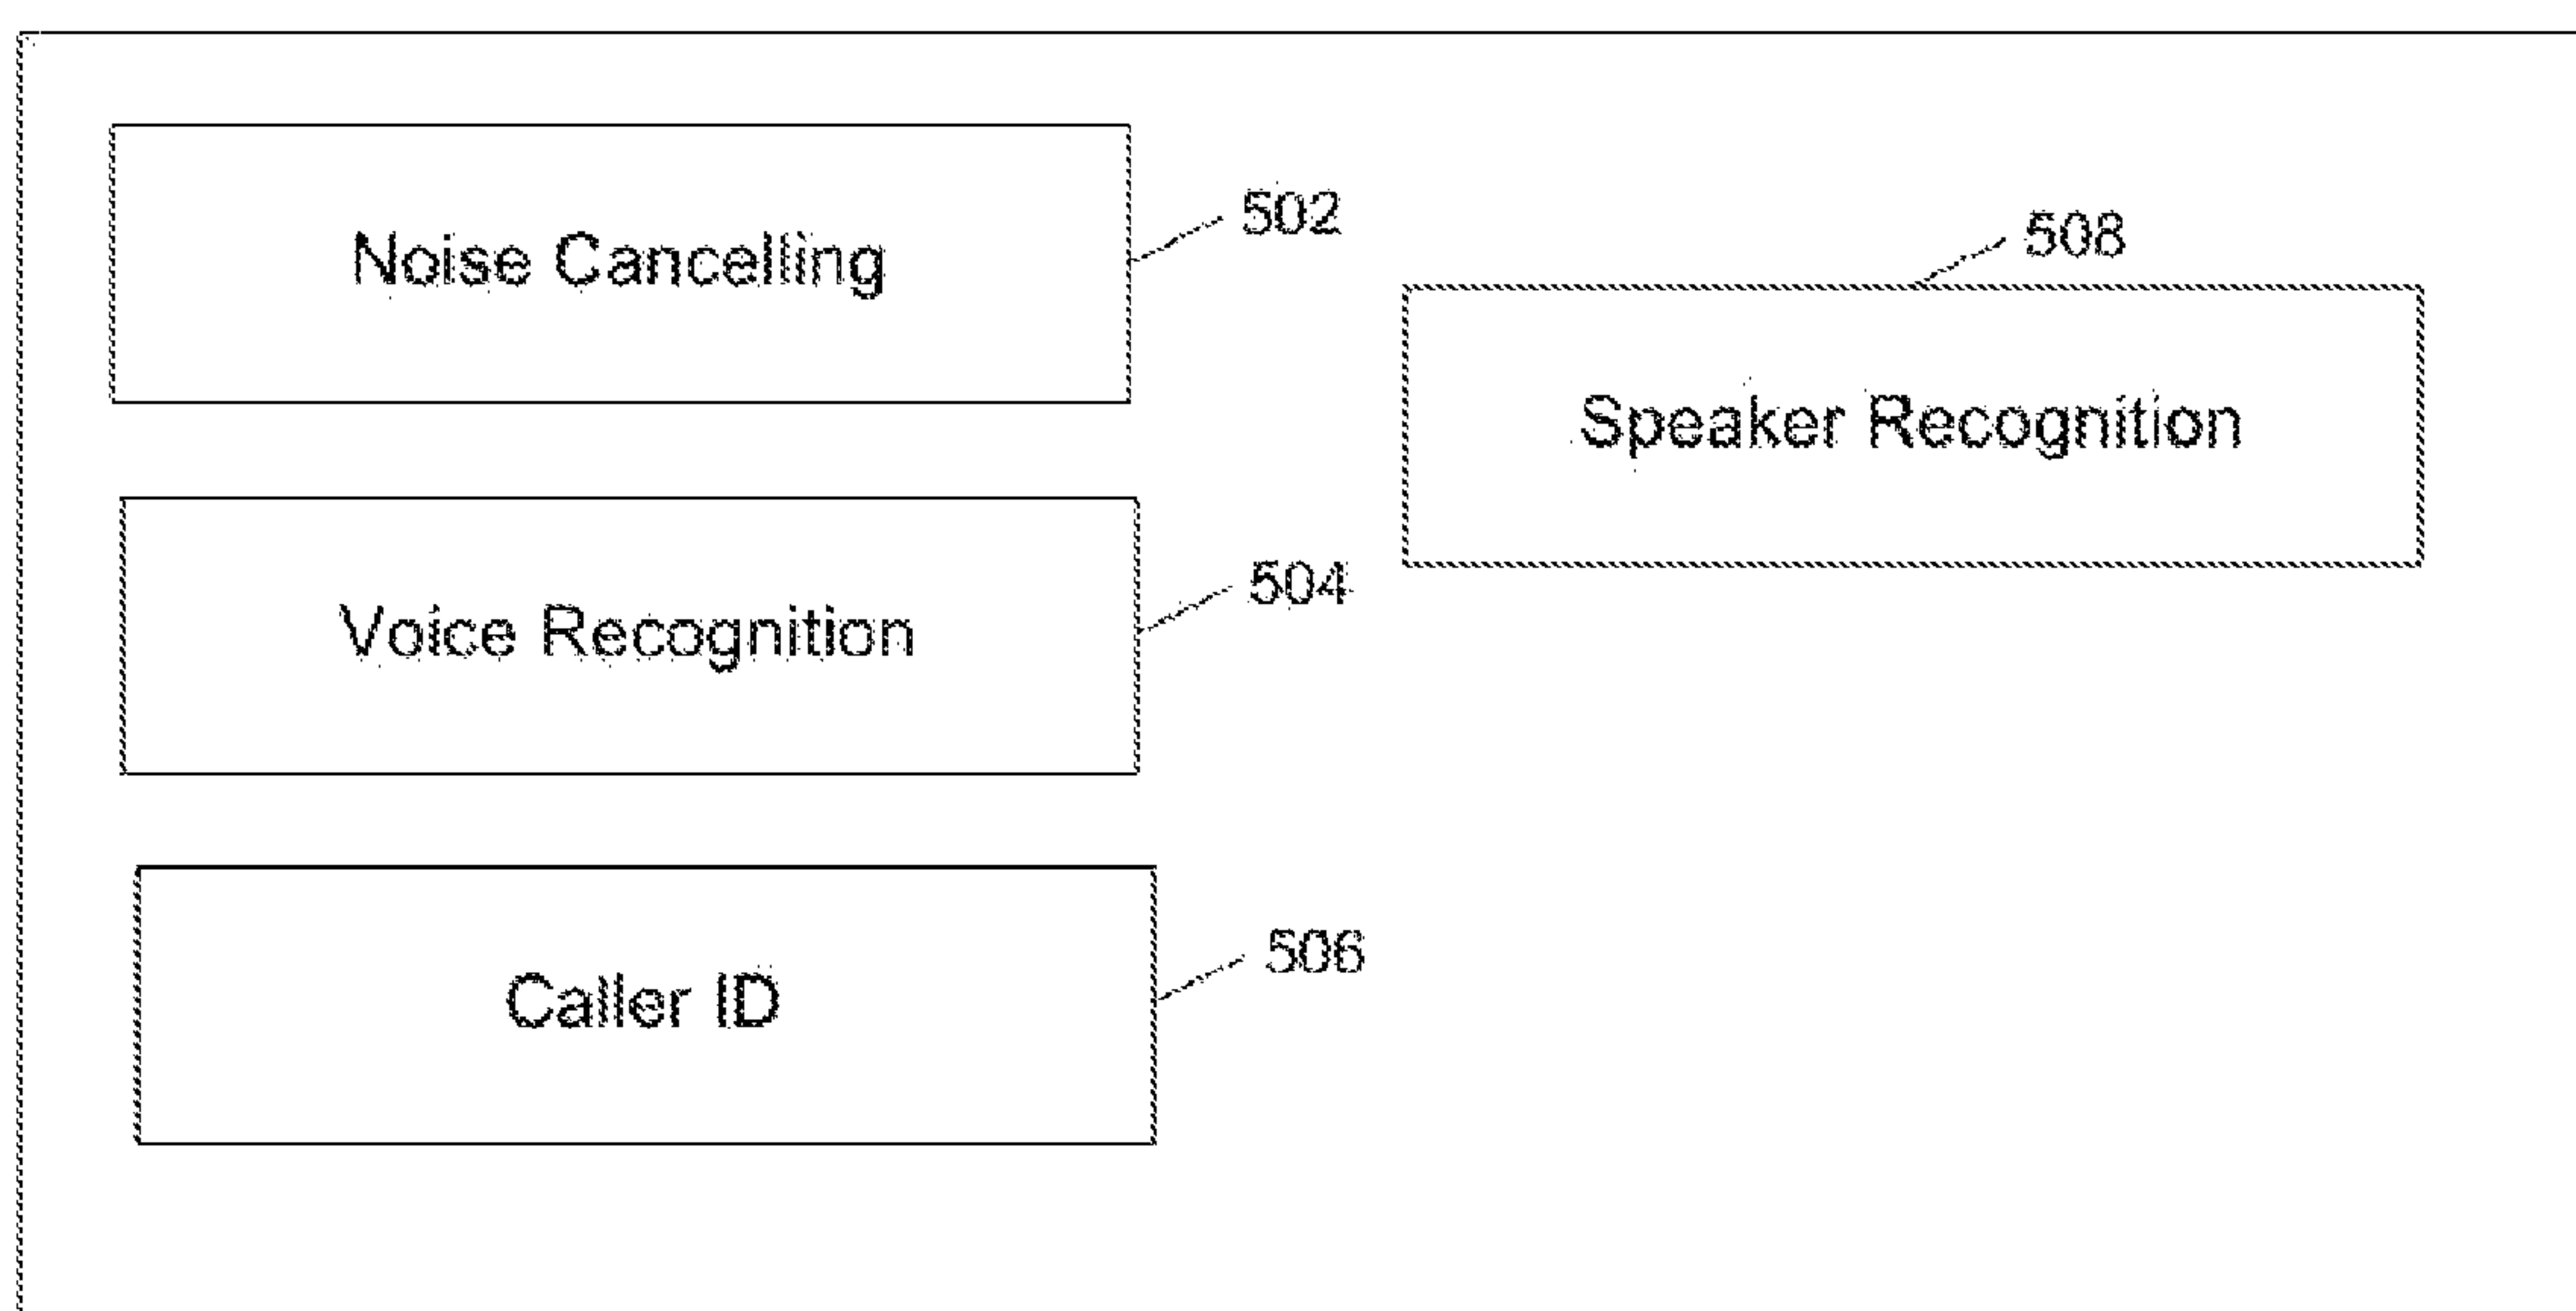 Noise Cancelling
502
508
Speaker Recognition
Voice Recognition
504
Caller ID
506